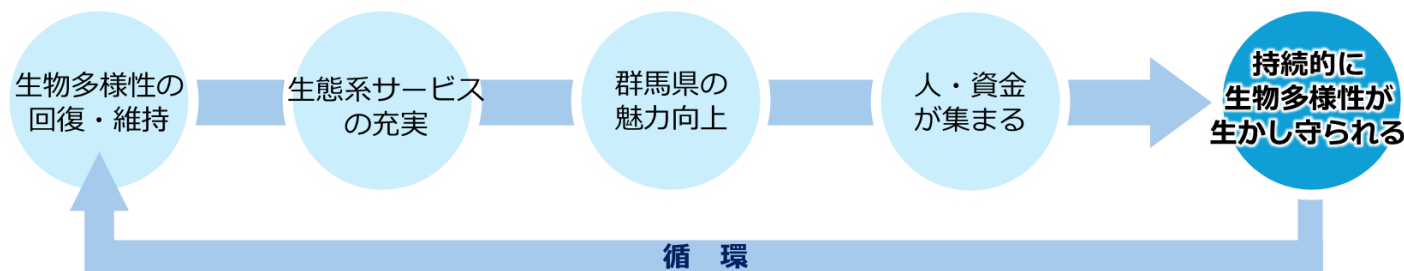 生物多様性の
回復・維持
生態系サービス
の充実
群馬県の
魅力向上
人・資金
が集まる
持続的に
生物多様性が
生かし守られる
循　環